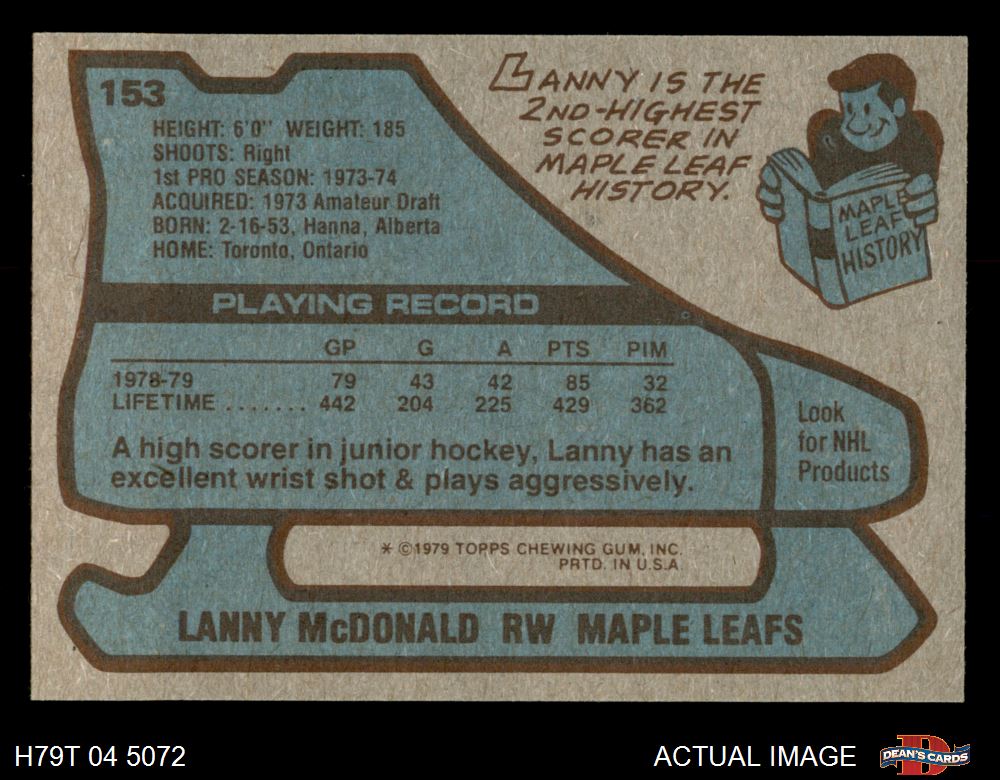 153
HEIGHT: 6'0" WEIGHT: 185
SHOOTS: Right
1st PRO SEASON: 1973-74
ACQUIRED: 1973 Amateur Draft
BORN: 2-16-53, Hanna, Alberta
HOME: Toronto, Ontario
LANNY IS THE
2ND-HIGHEST
SCORER IN
MAPLE LEAF
HISTORY.
MAPLE
LEAF
HISTORY
PLAYING RECORD
GP G A PTS PIM
1978-79 79 43 42 85 32
LIFETIME ....... 442 204 225 429 362
A high scorer in junior hockey, Lanny has an
excellent wrist shot & plays aggressively.
Look
for NHL
Products
* ©1979 TOPPS CHEWING GUM, INC.
PRTD. IN U.S.A.
LANNY McDONALD RW MAPLE LEAFS
H79T 04 5072
ACTUAL IMAGE
DEAN'S CARDS